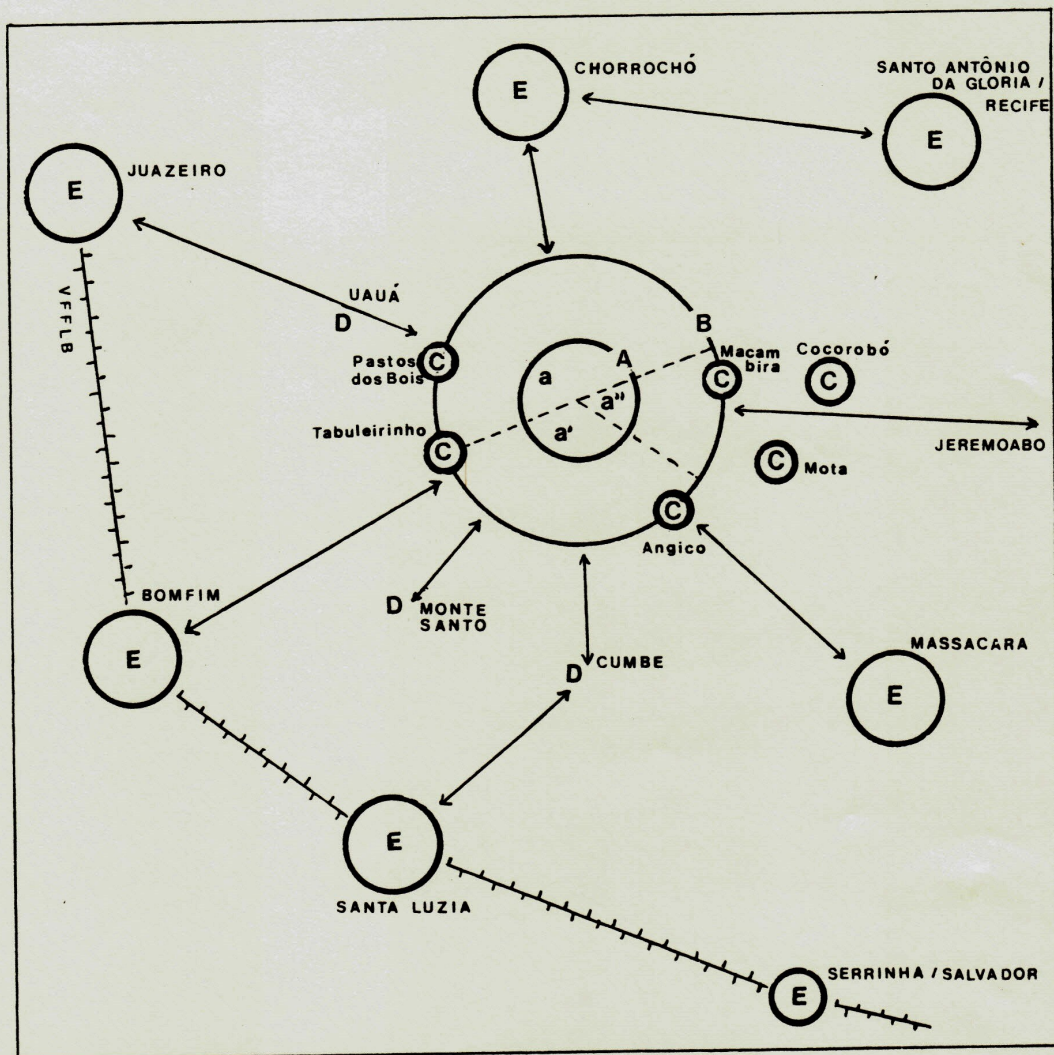 CHORROCHÓ
E
SANTO ANTÔNIO
DA GLORIA /
RECIFE
E
E
JUAZEIRO
VFFLB
UAUÁ
D
C
Pastos
dos Bois
A
B
a
a"
a'
Macam
bira
C
Cocorobó
C
Tabuleirinho
C
JEREMOABO
C
Mota
C
Angico
BOMFIM
E
D
MONTE
SANTO
D
CUMBE
MASSACARA
E
E
SANTA LUZIA
SERRINHA / SALVADOR
E